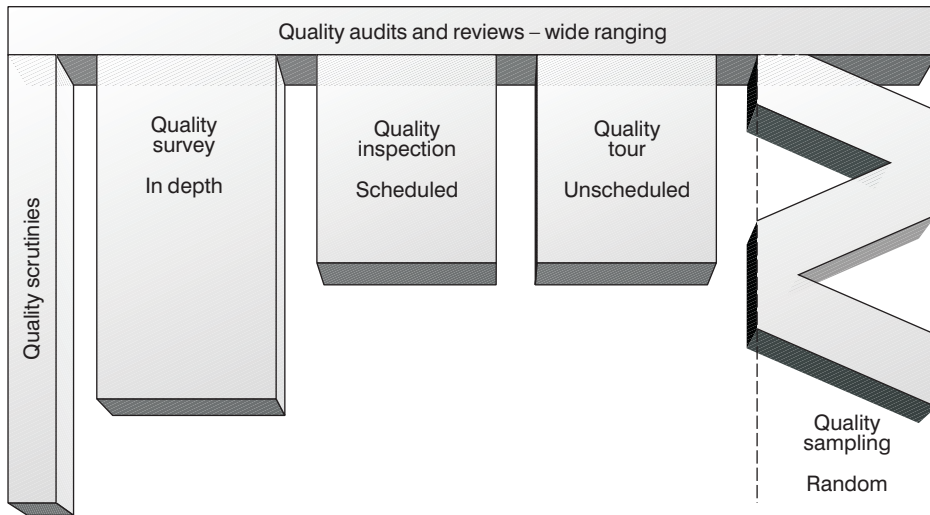 Quality audits and reviews – wide ranging
Quality scrutinies
Quality
survey
In depth
Quality
inspection
Scheduled
Quality
tour
Unscheduled
Quality
sampling
Random